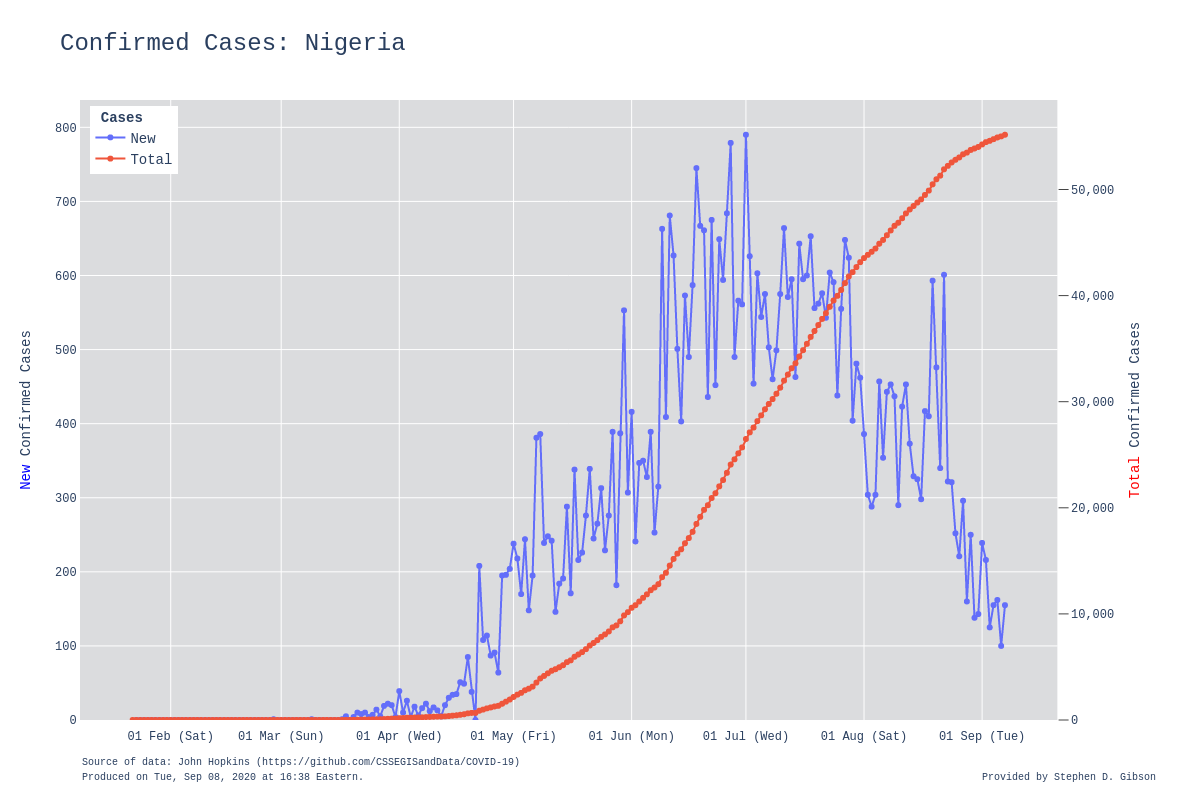 Confirmed Cases: Nigeria
Cases
New
Total
800
700
600
500
400
300
200
100
0
50,000
40,000
30,000
20,000
10,000
0
New Confirmed Cases
Total Confirmed Cases
01 Feb (Sat)
01 Mar (Sun)
01 Apr (Wed)
01 May (Fri)
01 Jun (Mon)
01 Jul (Wed)
01 Aug (Sat)
01 Sep (Tue)
Source of data: John Hopkins (https://github.com/CSSEGISandData/COVID-19)
Produced on Tue, Sep 08, 2020 at 16:38 Eastern.
Provided by Stephen D. Gibson